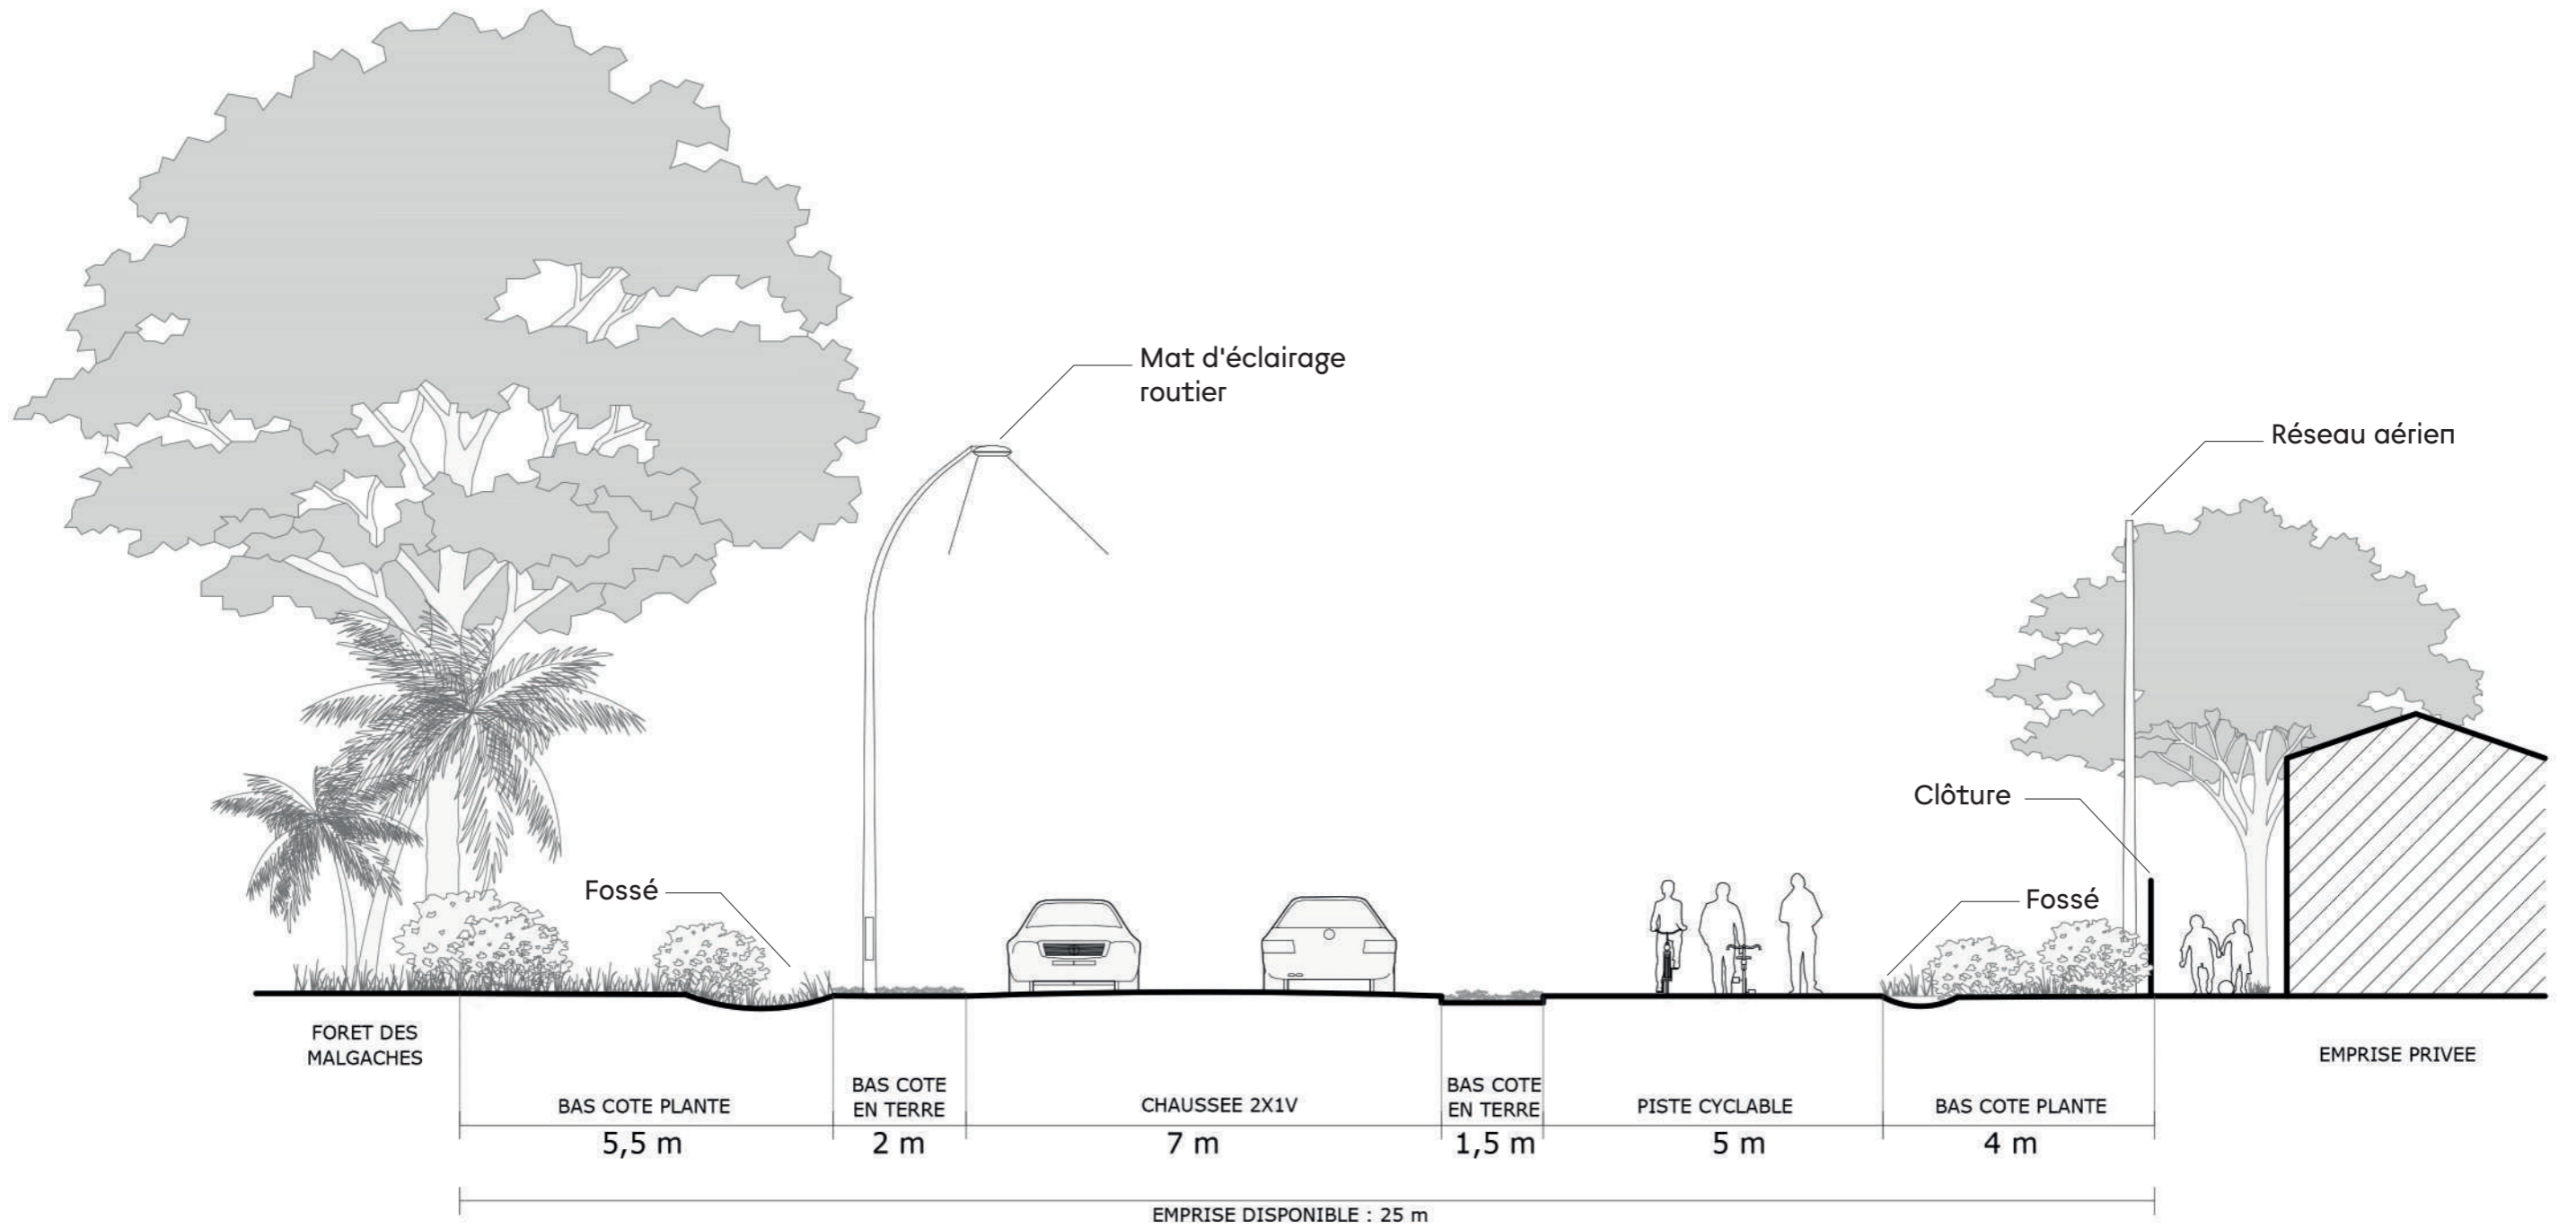 Mat d'éclairage
routier
Réseau aérien
Clôture
Fossé
Fossé
FORET DES
MALGACHES
EMPRISE PRIVEE
BAS COTE PLANTE
BAS COTE
EN TERRE
CHAUSSEE 2X1V
BAS COTE
EN TERRE
PISTE CYCLABLE
BAS COTE PLANTE
5,5 m
2 m
7 m
1,5 m
5 m
4 m
EMPRISE DISPONIBLE : 25 m